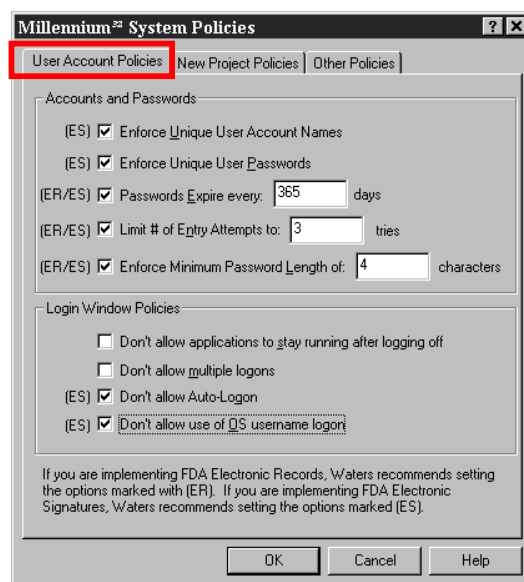 Millennium³² System Policies
User Account Policies New Project Policies Other Policies
Accounts and Passwords
(ES) Enforce Unique User Account Names
(ES) Enforce Unique User Passwords
(ER/ES) Passwords Expire every: 365 days
(ER/ES) Limit # of Entry Attempts to: 3 tries
(ER/ES) Enforce Minimum Password Length of: 4 characters
Login Window Policies
Don't allow applications to stay running after logging off
Don't allow multiple logons
(ES) Don't allow Auto-Logon
(ES) Don't allow use of OS username logon
If you are implementing FDA Electronic Records, Waters recommends setting
the options marked with (ER). If you are implementing FDA Electronic
Signatures, Waters recommends setting the options marked (ES).
OK Cancel Help